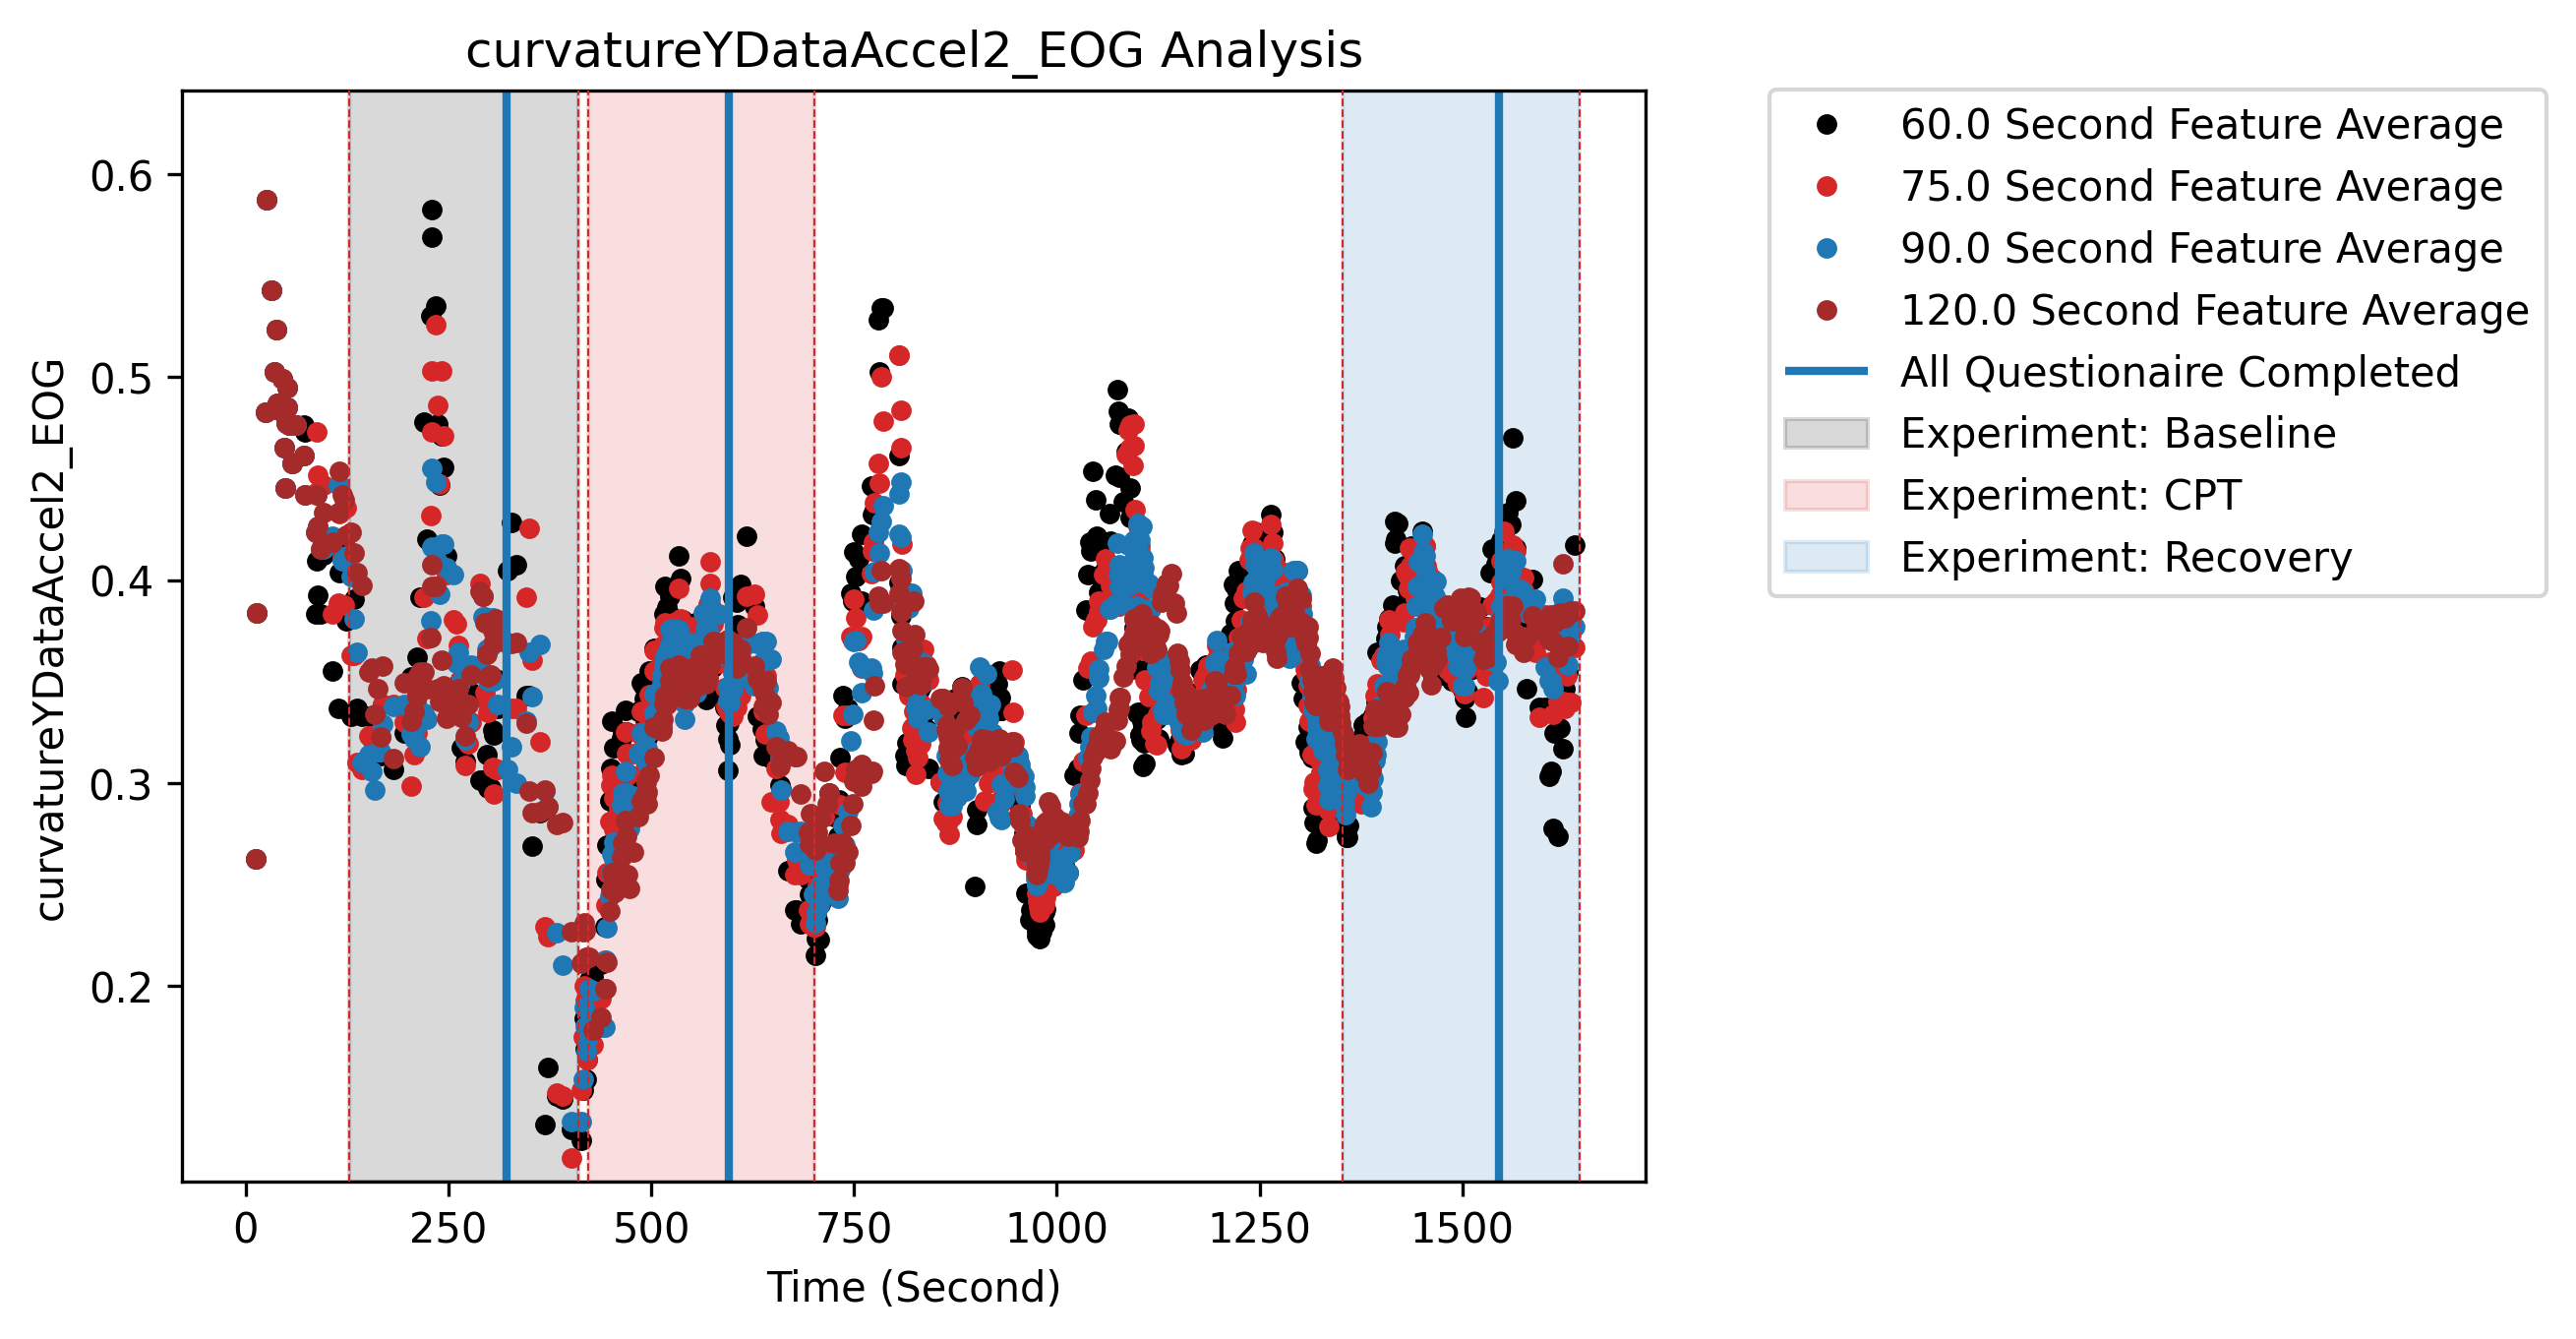 curvatureYDataAccel2_EOG Analysis
curvatureYDataAccel2_EOG
0.6
0.5
0.4
0.3
0.2
0
250
500
750
1000
1250
1500
Time (Second)
60.0 Second Feature Average
75.0 Second Feature Average
90.0 Second Feature Average
120.0 Second Feature Average
All Questionaire Completed
Experiment: Baseline
Experiment: CPT
Experiment: Recovery